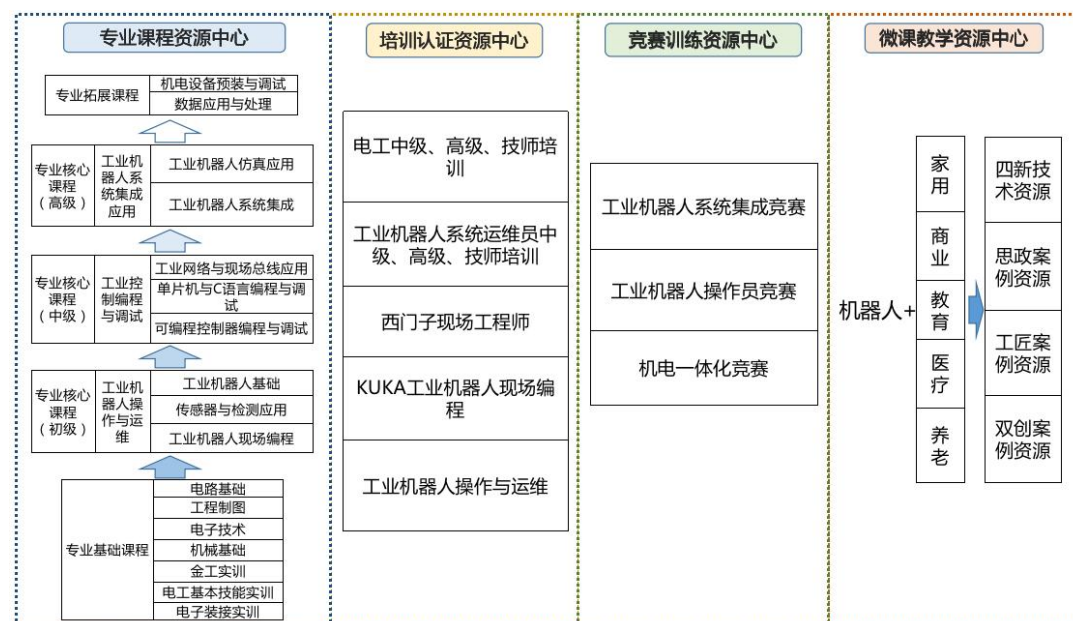 专业课程资源中心
专业拓展课程
机电设备预装与调试
数据应用与处理
专业核心
课程
（高级）
工业机
器人系
统集成
应用
工业机器人仿真应用
工业机器人系统集成
专业核心
课程
（中级）
工业控
制编程
与调试
工业网络与现场总线应用
单片机与C语言编程与调
试
可编程控制器编程与调试
专业核心
课程
（初级）
工业机
器人操
作与运
维
工业机器人基础
传感器与检测应用
工业机器人现场编程
专业基础课程
电路基础
工程制图
电子技术
机械基础
金工实训
电工基本技能实训
电子装接实训
培训认证资源中心
电工中级、高级、技师培
训
工业机器人系统运维员中
级、高级、技师培训
西门子现场工程师
KUKA工业机器人现场编
程
工业机器人操作与运维
竞赛训练资源中心
工业机器人系统集成竞赛
工业机器人操作员竞赛
机电一体化竞赛
微课教学资源中心
机器人+
家
用
商
业
教
育
医
疗
养
老
四新技
术资源
思政案
例资源
工匠案
例资源
双创案
例资源